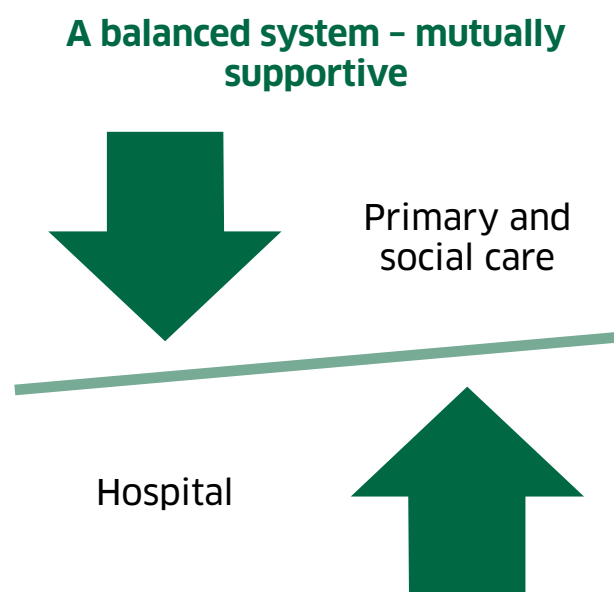 A balanced system – mutually
supportive
Primary and
social care
Hospital